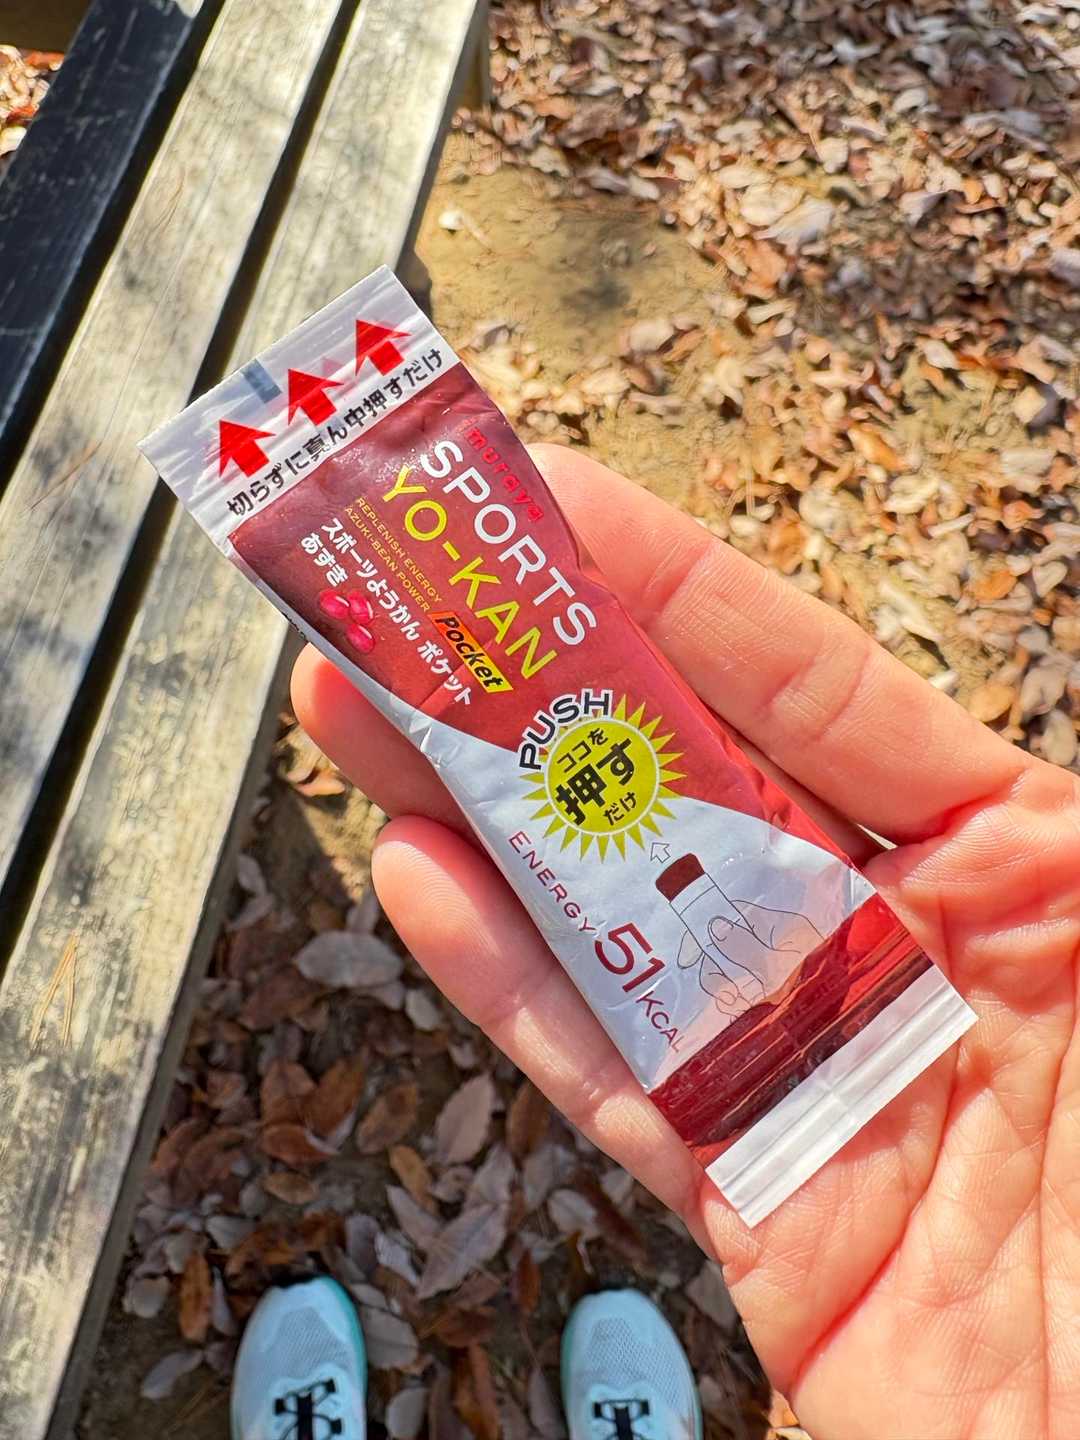 切らずに真ん中押すだけ
imuraya
SPORTS
YO-KAN
REPLENISH ENERGY
AZUKI-BEAN POWER
Pocket
スポーツようかん ポケット
あずき
PUSH
ココを
押す
だけ
ENERGY 51 KCAL